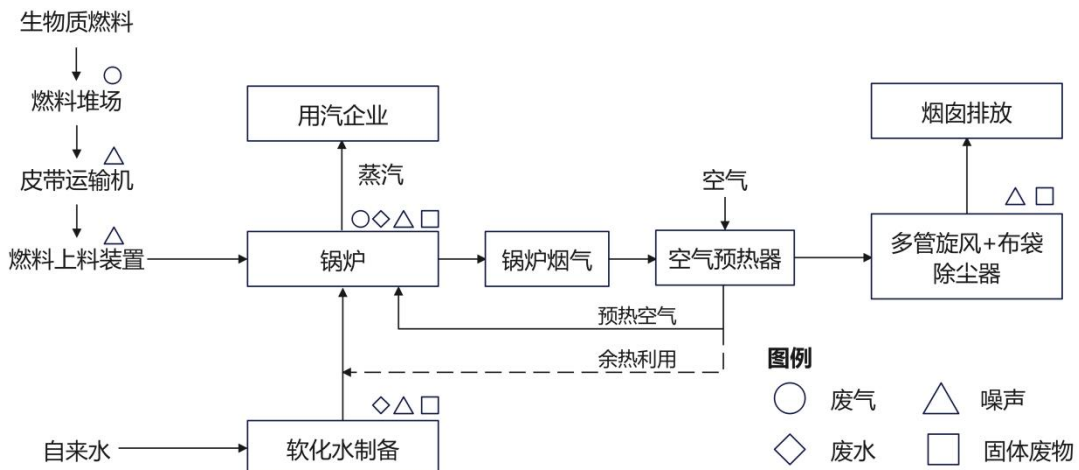 生物质燃料
燃料堆场
皮带运输机
燃料上料装置
用汽企业
蒸汽
锅炉
锅炉烟气
空气
空气预热器
烟囱排放
多管旋风+布袋
除尘器
预热空气
余热利用
自来水
软化水制备
图例
废气
噪声
废水
固体废物